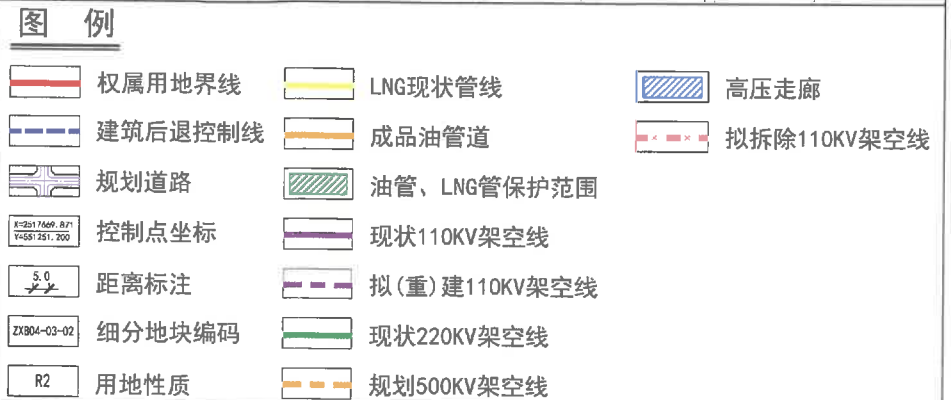 图 例
权属用地界线
建筑后退控制线
规划道路
X=2517669.871
Y=551251.200
控制点坐标
5.0
距离标注
ZXB04-03-02
细分地块编码
R2
用地性质
LNG现状管线
成品油管道
油管、LNG管保护范围
现状110KV架空线
拟(重)建110KV架空线
现状220KV架空线
规划500KV架空线
高压走廊
拟拆除110KV架空线